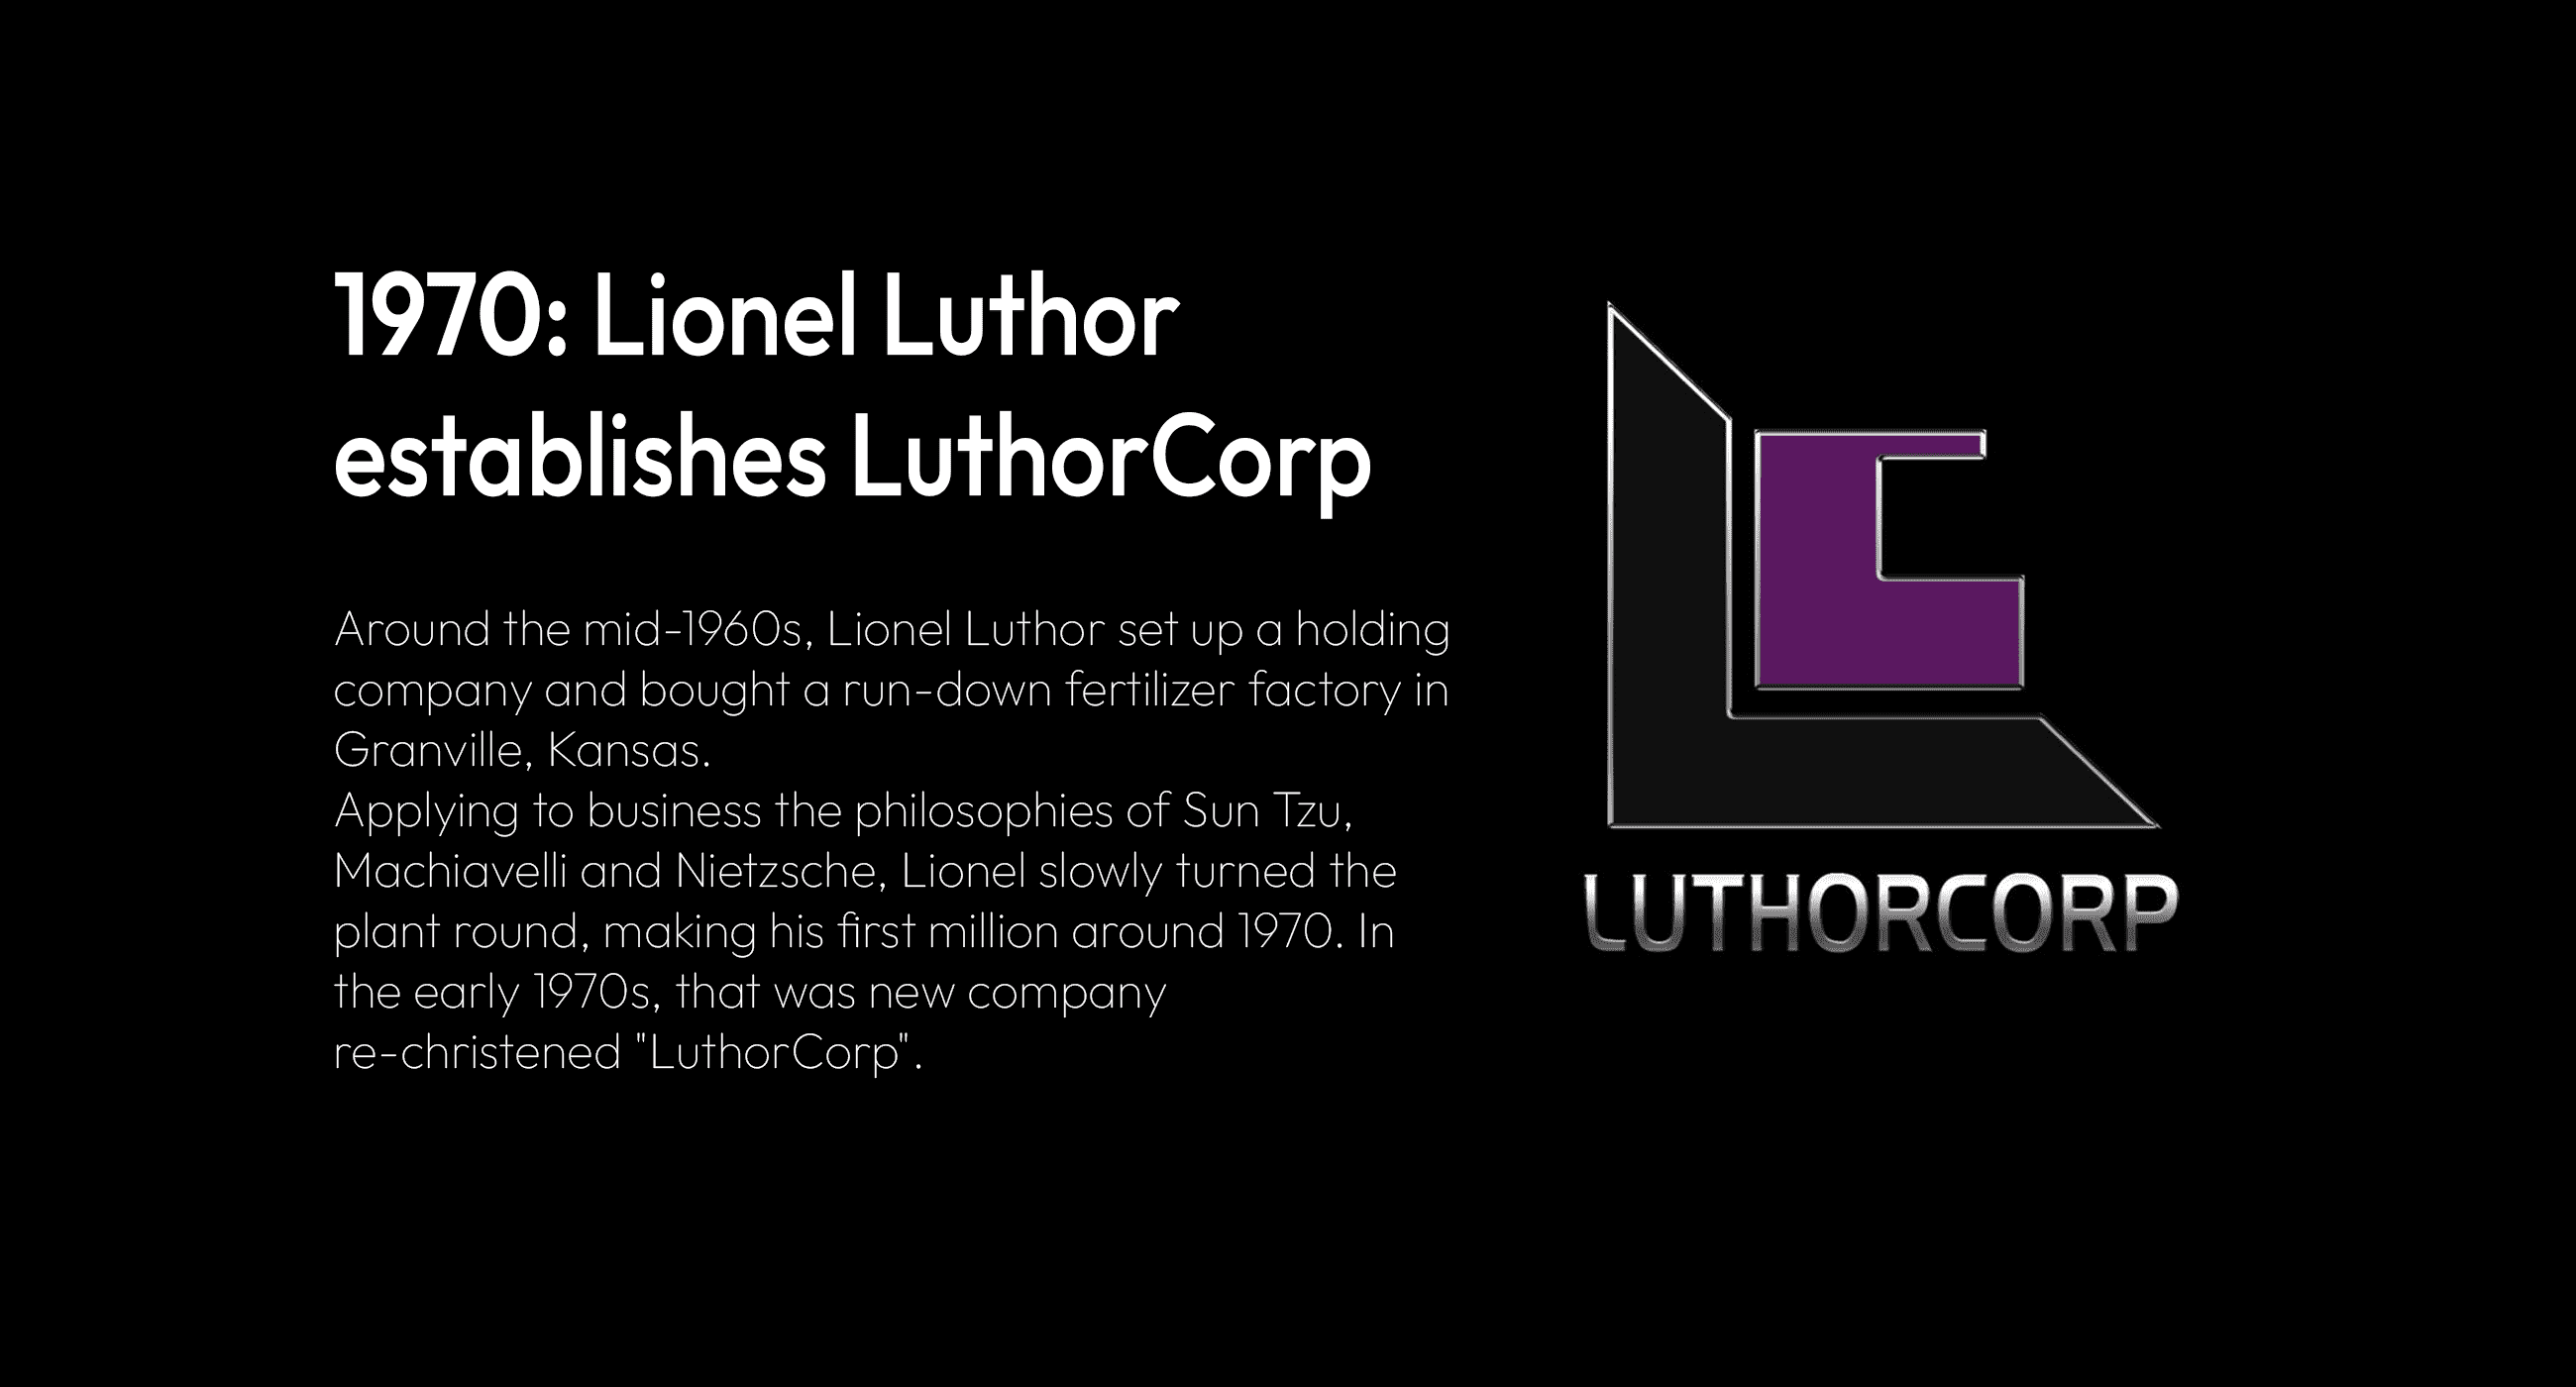 1970: Lionel Luthor
establishes LuthorCorp
Around the mid-1960s, Lionel Luthor set up a holding
company and bought a run-down fertilizer factory in
Granville, Kansas.
Applying to business the philosophies of Sun Tzu,
Machiavelli and Nietzsche, Lionel slowly turned the
plant round, making his first million around 1970. In
the early 1970s, that was new company
re-christened "LuthorCorp".
LUTHORCORP